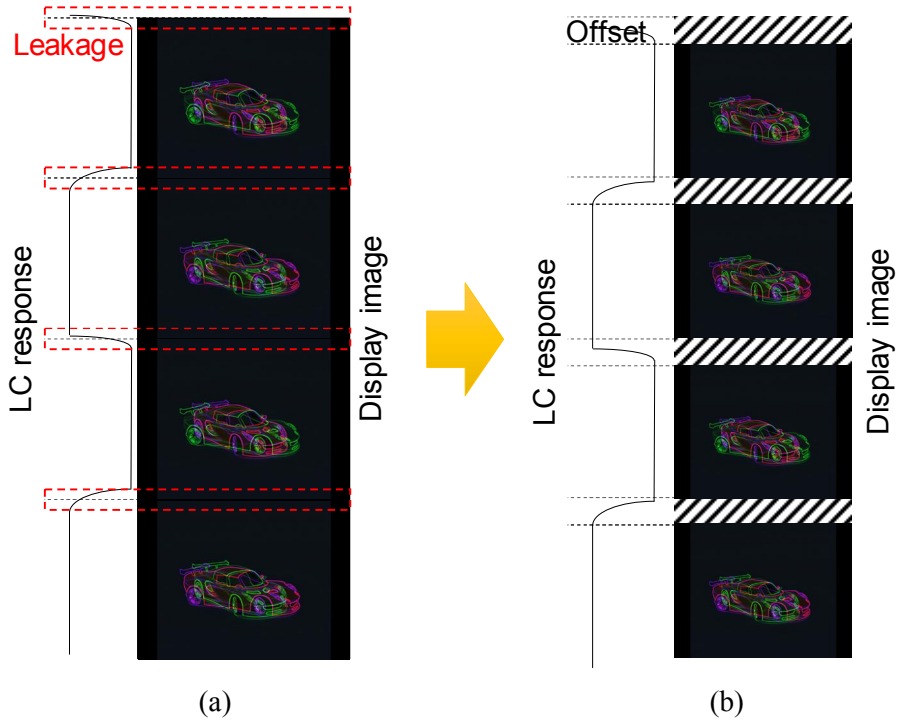 Leakage
LC response
Display image
(a)
Offset
LC response
Display image
(b)